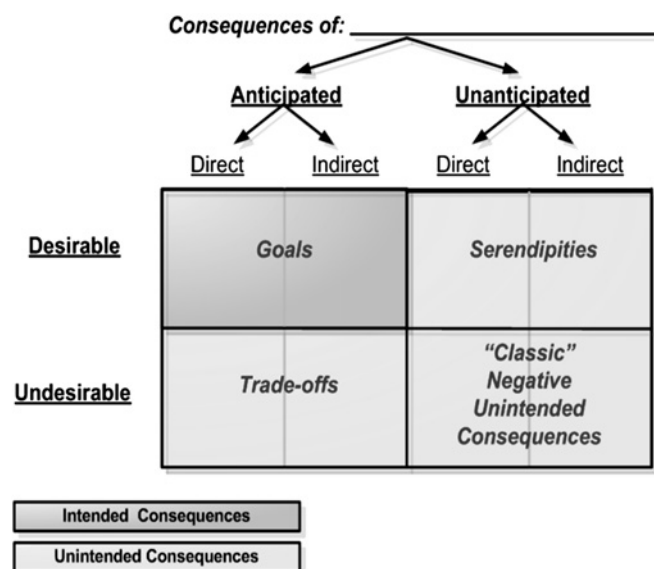 Consequences of:
Anticipated Unanticipated
Direct Indirect Direct Indirect
Desirable Goals Serendipities
Undesirable Trade-offs “Classic”
Negative
Unintended
Consequences
Intended Consequences
Unintended Consequences